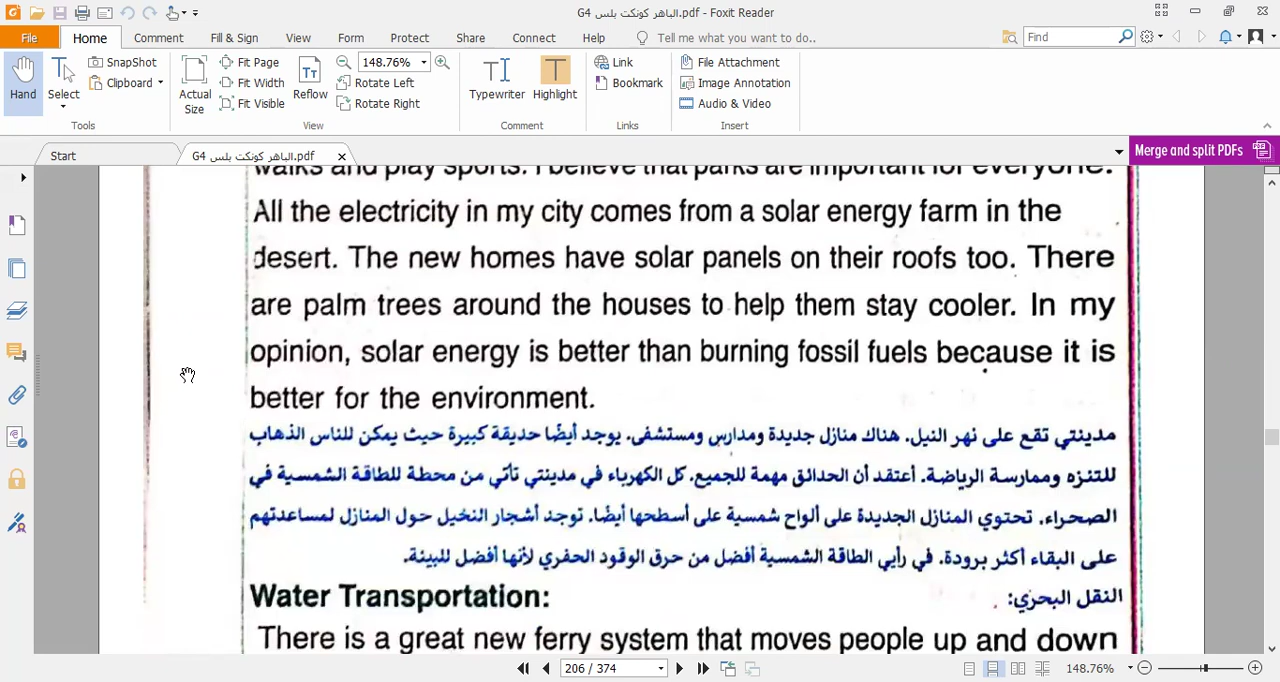 G4 الباهر كونكت بلس.pdf - Foxit Reader
File Home Comment Fill & Sign View Form Protect Share Connect Help Tell me what you want to do.. Find
Hand Select SnapShot Clipboard Actual Size Fit Page Fit Width Fit Visible Reflow 148.76% Rotate Left Rotate Right Typewriter Highlight Link Bookmark File Attachment Image Annotation Audio & Video
Tools View Comment Links Insert
Start G4 الباهر كونكت بلس.pdf Merge and split PDFs
walks and play sports. I believe that parks are important for everyone.
All the electricity in my city comes from a solar energy farm in the
desert. The new homes have solar panels on their roofs too. There
are palm trees around the houses to help them stay cooler. In my
opinion, solar energy is better than burning fossil fuels because it is
better for the environment.
مدينتي تقع على نهر النيل. هناك منازل جديدة ومدارس ومستشفى. يوجد أيضًا حديقة كبيرة حيث يمكن للناس الذهاب
للتنزه وممارسة الرياضة. أعتقد أن الحدائق مهمة للجميع. كل الكهرباء في مدينتي تأتي من محطة للطاقة الشمسية في
الصحراء. تحتوي المنازل الجديدة على ألواح شمسية على أسطحها أيضًا. توجد أشجار النخيل حول المنازل لمساعدتهم
على البقاء أكثر برودة. في رأيي الطاقة الشمسية أفضل من حرق الوقود الحفري لأنها أفضل للبيئة.
Water Transportation: النقل البحري:
There is a great new ferry system that moves people up and down
206 / 374 148.76%